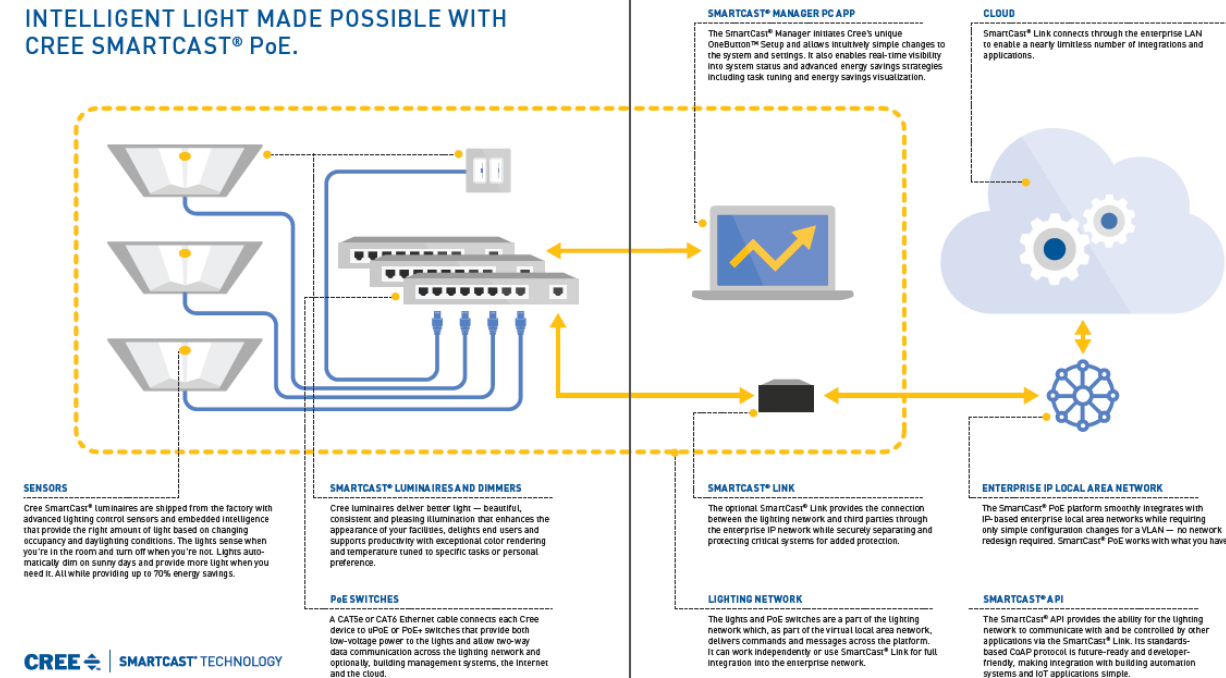 INTELLIGENT LIGHT MADE POSSIBLE WITH
CREE SMARTCAST® PoE.
SMARTCAST® MANAGER PC APP
The SmartCast® Manager initiates Cree's unique
OneButton™ Setup and allows intuitively simple changes to
the system and settings. It also enables real-time visibility
into system status and advanced energy savings strategies
including task tuning and energy savings visualization.
CLOUD
SmartCast® Link connects through the enterprise LAN
to enable a nearly limitless number of integrations and
applications.
SENSORS
Cree SmartCast® luminaires are shipped from the factory with
advanced lighting control sensors and embedded intelligence
that provide the right amount of light based on changing
occupancy and daylighting conditions. The lights sense when
you're in the room and turn off when you're not. Lights auto-
matically dim on sunny days and provide more light when you
need it. All while providing up to 70% energy savings.
SMARTCAST® LUMINAIRES AND DIMMERS
Cree luminaires deliver better light — beautiful,
consistent and pleasing illumination that enhances the
appearance of your facilities, delights end users and
supports productivity with exceptional color rendering
and temperature tuned to specific tasks or personal
preference.
PoE SWITCHES
A CAT5e or CAT6 Ethernet cable connects each Cree
device to uPoE or PoE+ switches that provide both
low-voltage power to the lights and allow two-way
data communication across the lighting network and
optionally, building management systems, the Internet
and the cloud.
SMARTCAST® LINK
The optional SmartCast® Link provides the connection
between the lighting network and third parties through
the enterprise IP network while securely separating and
protecting critical systems for added protection.
LIGHTING NETWORK
The lights and PoE switches are a part of the lighting
network which, as part of the virtual local area network,
delivers commands and messages across the platform.
It can work independently or use SmartCast® Link for full
integration into the enterprise network.
ENTERPRISE IP LOCAL AREA NETWORK
The SmartCast® PoE platform smoothly integrates with
IP-based enterprise local area networks while requiring
only simple configuration changes for a VLAN — no network
redesign required. SmartCast® PoE works with what you have
SMARTCAST® API
The SmartCast® API provides the ability for the lighting
network to communicate with and be controlled by other
applications via the SmartCast® Link. Its standards-
based CoAP protocol is future-ready and developer-
friendly, making integration with building automation
systems and IoT applications simple.
CREE SMARTCAST® TECHNOLOGY